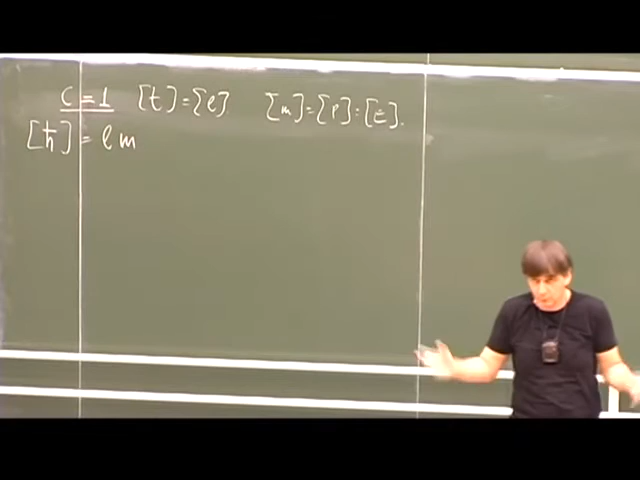 c = 1 [t] = [l] [m] = [p] = [E].
[ħ] = l m